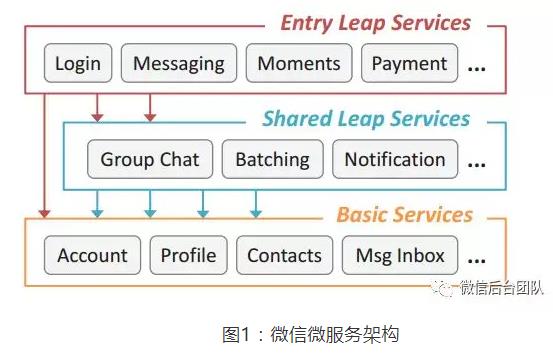 Entry Leap Services
Login Messaging Moments Payment ...
Shared Leap Services
Group Chat Batching Notification ...
Basic Services
Account Profile Contacts Msg Inbox ...
微信后台团队
图1：微信微服务架构